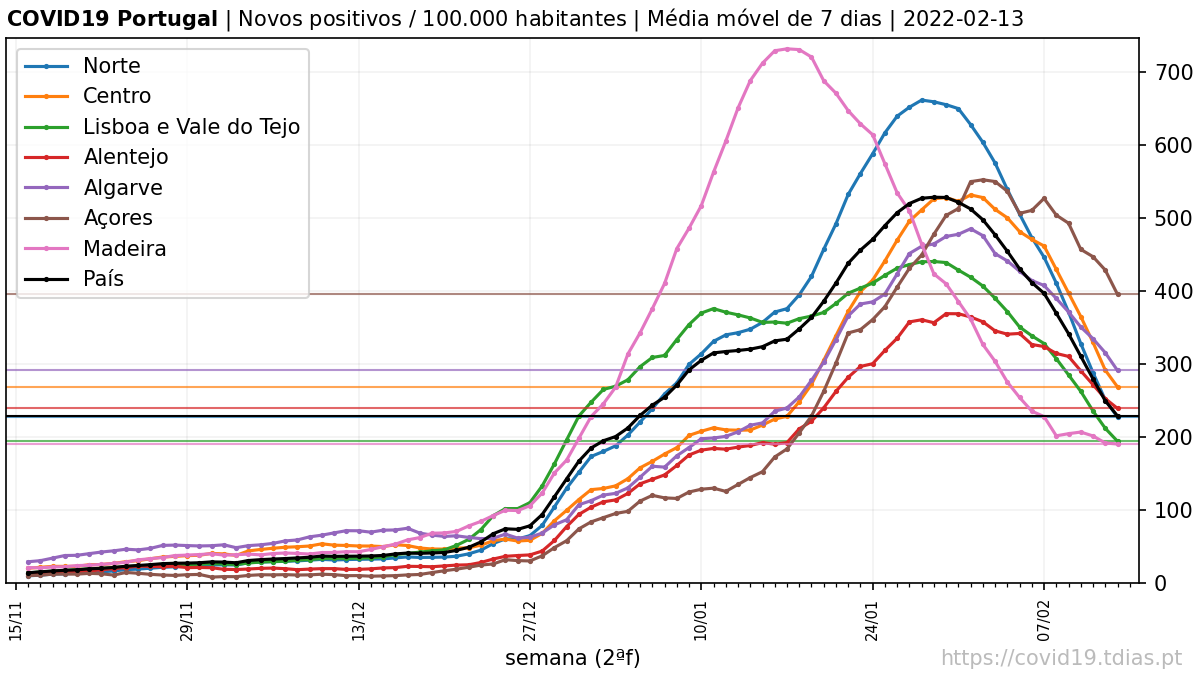 COVID19 Portugal | Novos positivos / 100.000 habitantes | Média móvel de 7 dias | 2022-02-13
Norte
Centro
Lisboa e Vale do Tejo
Alentejo
Algarve
Açores
Madeira
País
700
600
500
400
300
200
100
0
15/11
29/11
13/12
27/12
10/01
24/01
07/02
semana (2ªf)
https://covid19.tdias.pt